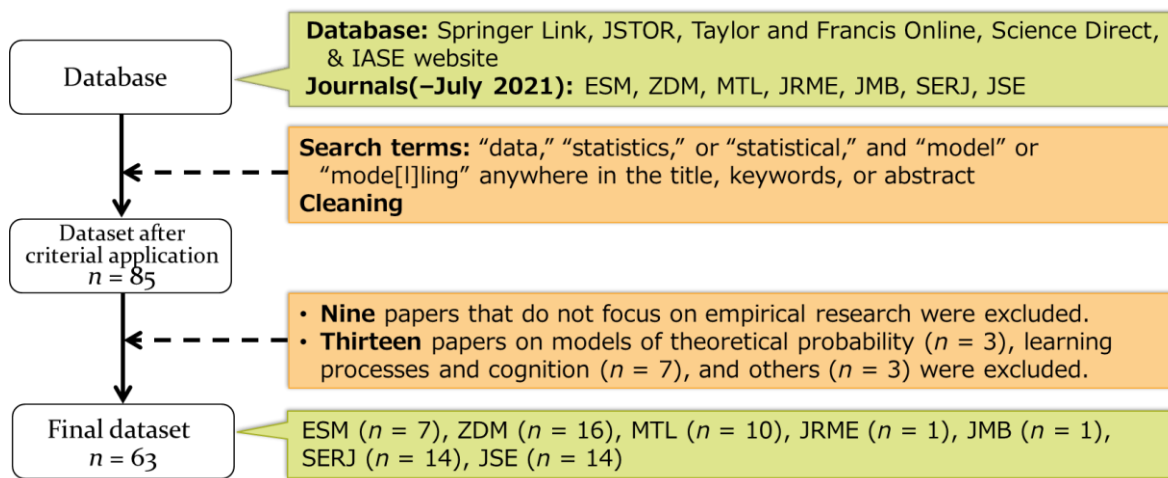 Database
Database: Springer Link, JSTOR, Taylor and Francis Online, Science Direct,
& IASE website
Journals(–July 2021): ESM, ZDM, MTL, JRME, JMB, SERJ, JSE
Search terms: “data,” “statistics,” or “statistical,” and “model” or
“mode[l]ling” anywhere in the title, keywords, or abstract
Cleaning
Dataset after
criterial application
n = 85
• Nine papers that do not focus on empirical research were excluded.
• Thirteen papers on models of theoretical probability (n = 3), learning
processes and cognition (n = 7), and others (n = 3) were excluded.
Final dataset
n = 63
ESM (n = 7), ZDM (n = 16), MTL (n = 10), JRME (n = 1), JMB (n = 1),
SERJ (n = 14), JSE (n = 14)